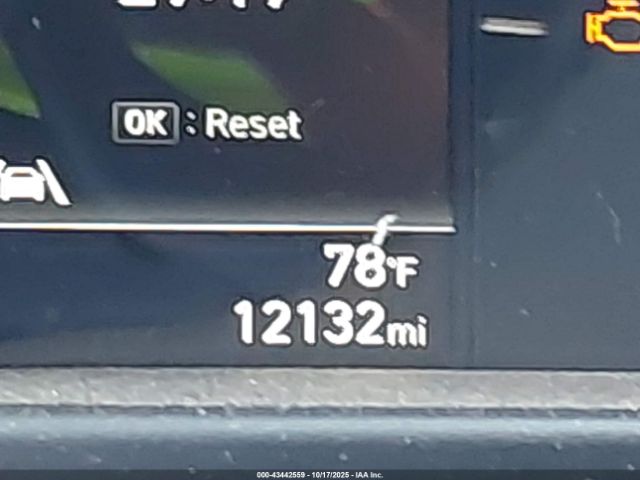 OK : Reset
78°F
12132mi
000-43442559 - 10/17/2025 - IAA Inc.